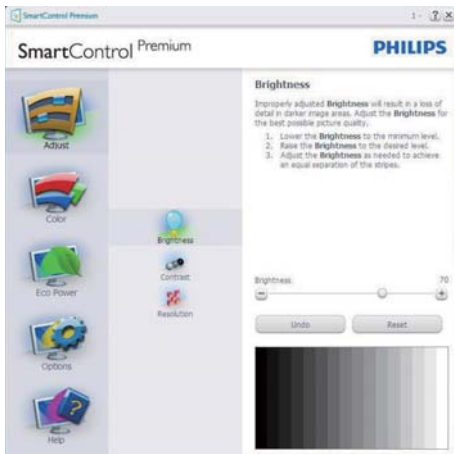 SmartControl Premium
1 -
? X
SmartControl Premium
PHILIPS
Brightness
Improperly adjusted Brightness will result in a loss of
detail in darker image areas. Adjust the Brightness for
the best possible picture quality.
1. Lower the Brightness to the minimum level.
2. Raise the Brightness to the desired level.
3. Adjust the Brightness as needed to achieve
an equal separation of the stripes.
Adjust
Color
Eco Power
Options
Help
Brightness
Contrast
Resolution
Brightness 70
Undo Reset